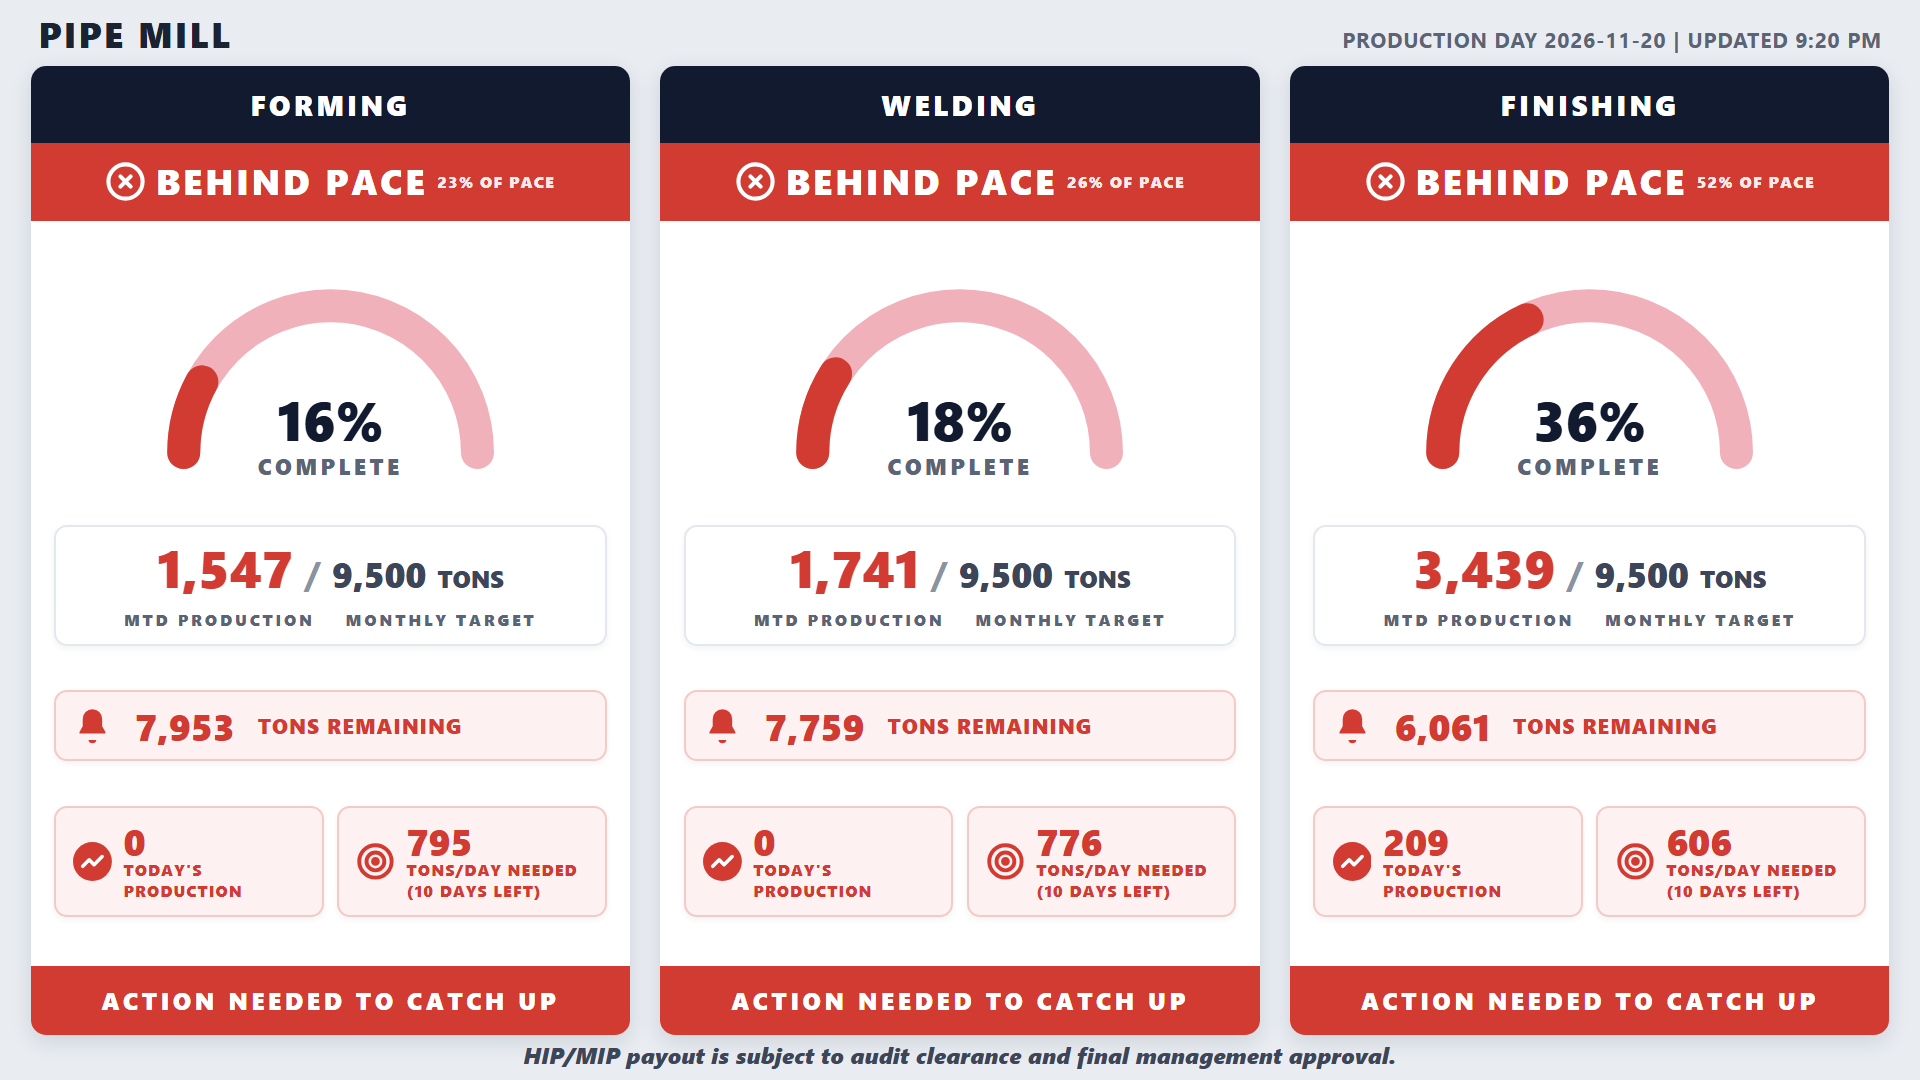 PIPE MILL
PRODUCTION DAY 2026-11-20 | UPDATED 9:20 PM
FORMING
BEHIND PACE 23% OF PACE
16%
COMPLETE
1,547 / 9,500 TONS
MTD PRODUCTION MONTHLY TARGET
7,953 TONS REMAINING
0
TODAY'S
PRODUCTION
795
TONS/DAY NEEDED
(10 DAYS LEFT)
ACTION NEEDED TO CATCH UP
WELDING
BEHIND PACE 26% OF PACE
18%
COMPLETE
1,741 / 9,500 TONS
MTD PRODUCTION MONTHLY TARGET
7,759 TONS REMAINING
0
TODAY'S
PRODUCTION
776
TONS/DAY NEEDED
(10 DAYS LEFT)
ACTION NEEDED TO CATCH UP
FINISHING
BEHIND PACE 52% OF PACE
36%
COMPLETE
3,439 / 9,500 TONS
MTD PRODUCTION MONTHLY TARGET
6,061 TONS REMAINING
209
TODAY'S
PRODUCTION
606
TONS/DAY NEEDED
(10 DAYS LEFT)
ACTION NEEDED TO CATCH UP
HIP/MIP payout is subject to audit clearance and final management approval.